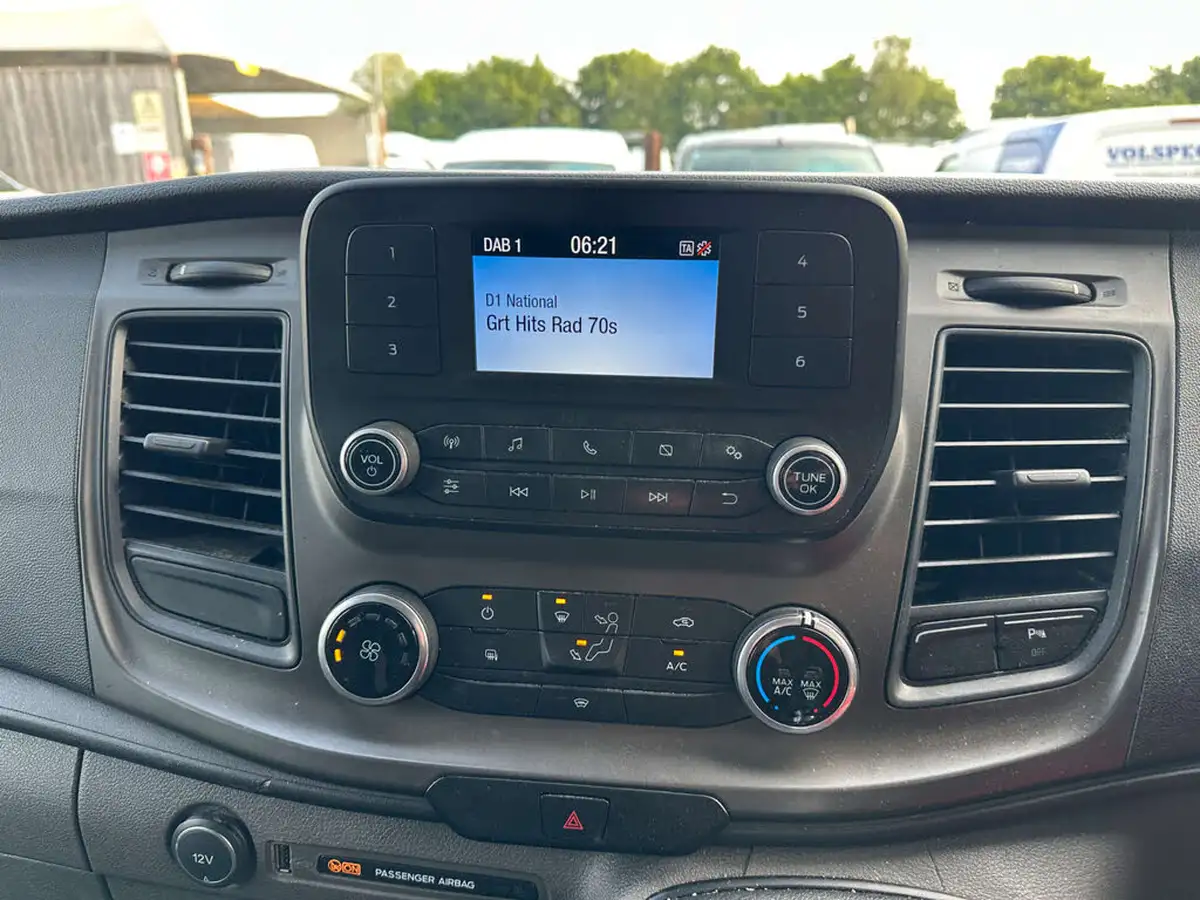 VOLSPEC
DAB 1 06:21 TA
D1 National
Grt Hits Rad 70s
1
2
3
4
5
6
VOL
TUNE
OK
A/C
MAX
A/C
MAX
OFF
12V
ON PASSENGER AIRBAG